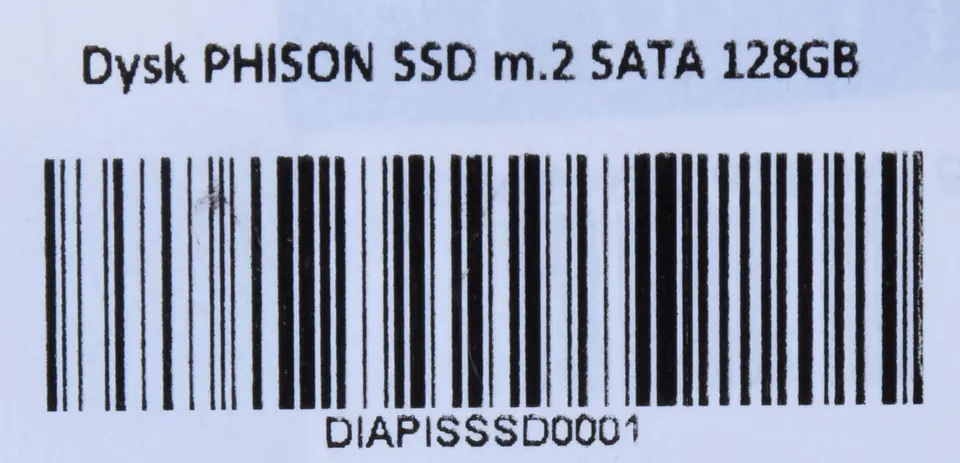 Dysk PHISON SSD m.2 SATA 128GB
DIAPISSSD0001